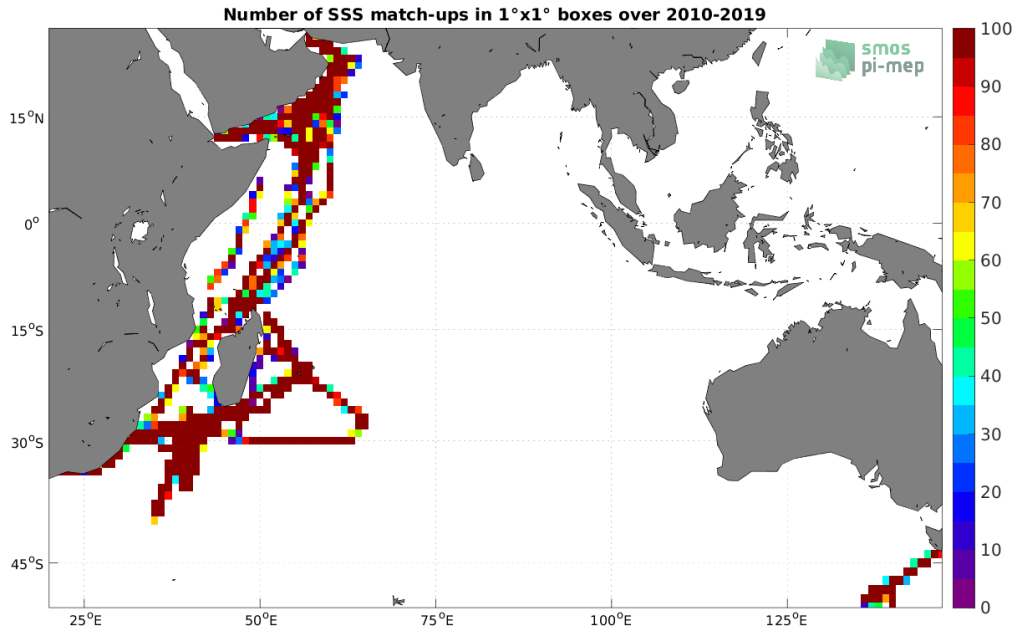 Number of SSS match-ups in 1°x1° boxes over 2010-2019
smos
pi-mep
100
90
80
70
60
50
40
30
20
10
0
15°N
0°
15°S
30°S
45°S
25°E
50°E
75°E
100°E
125°E